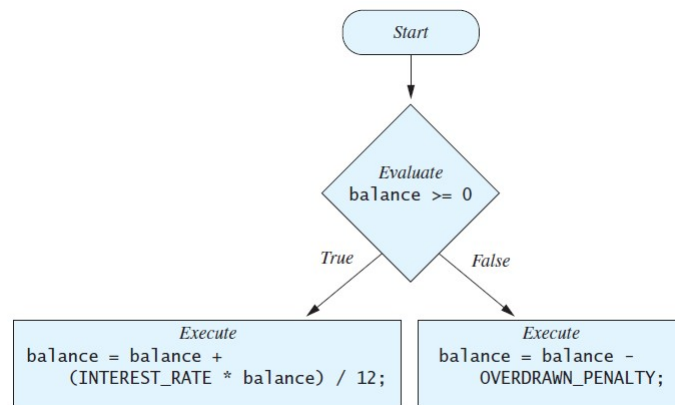 Start
Evaluate
balance >= 0
True
False
Execute
balance = balance +
(INTEREST_RATE * balance) / 12;
Execute
balance = balance -
OVERDRAWN_PENALTY;